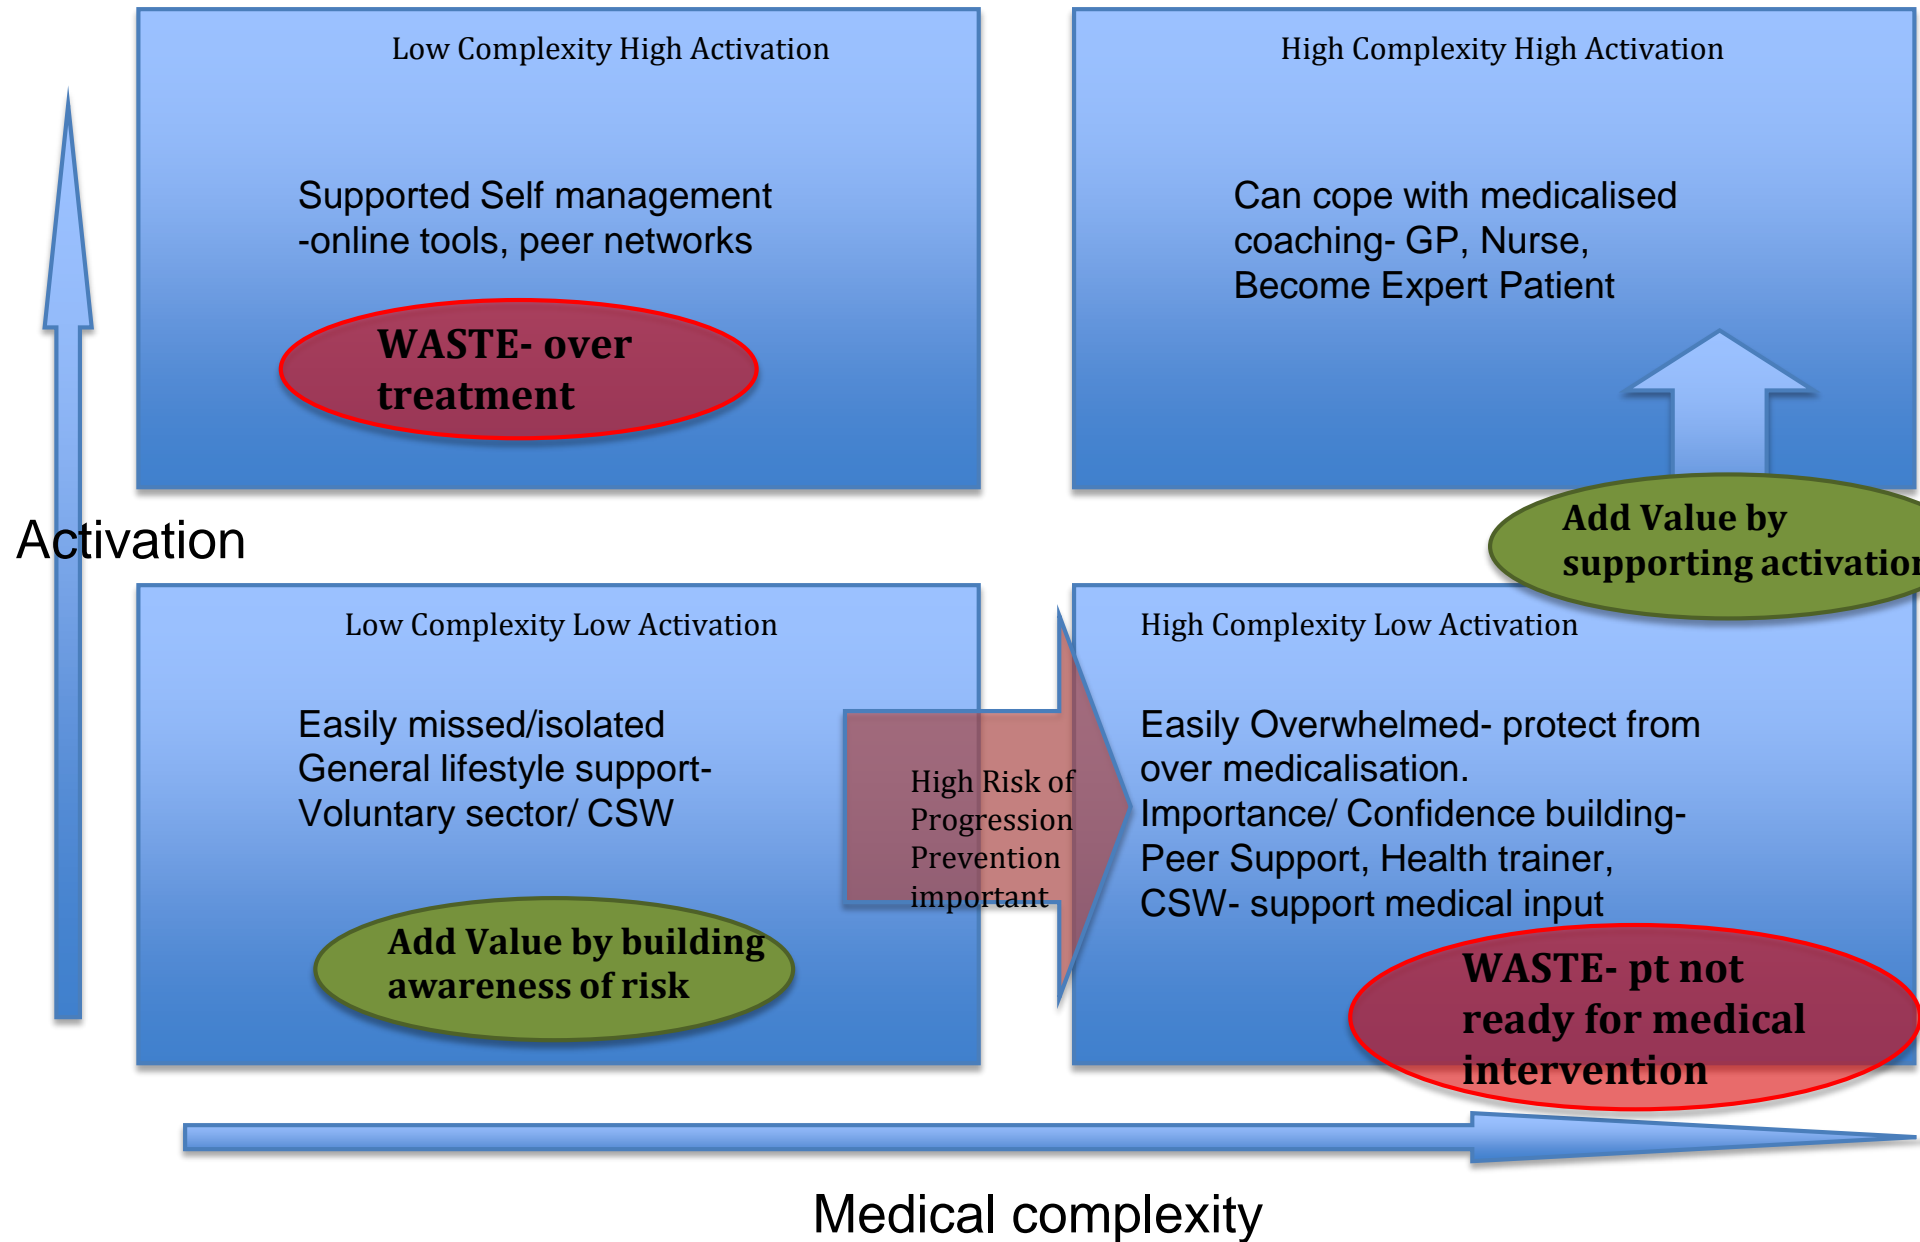 Low Complexity High Activation
Supported Self management
-online tools, peer networks
WASTE- over
treatment
High Complexity High Activation
Can cope with medicalised
coaching- GP, Nurse,
Become Expert Patient
Add Value by
supporting activation
Activation
Low Complexity Low Activation
Easily missed/isolated
General lifestyle support-
Voluntary sector/ CSW
Add Value by building
awareness of risk
High Risk of
Progression
Prevention
important
High Complexity Low Activation
Easily Overwhelmed- protect from
over medicalisation.
Importance/ Confidence building-
Peer Support, Health trainer,
CSW- support medical input
WASTE- pt not
ready for medical
intervention
Medical complexity